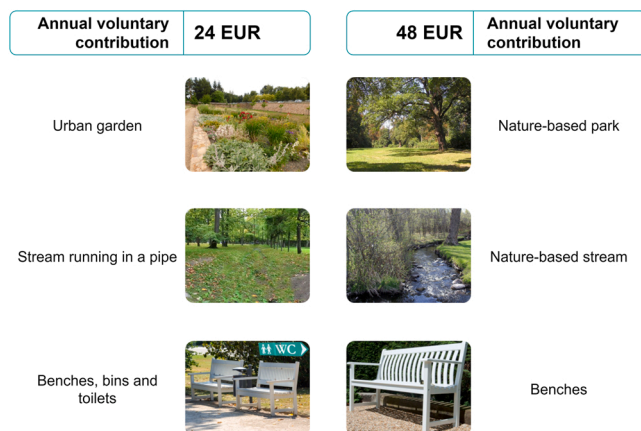 Annual voluntary
contribution
24 EUR
48 EUR
Annual voluntary
contribution
Urban garden
Nature-based park
Stream running in a pipe
Nature-based stream
WC
Benches, bins and
toilets
Benches